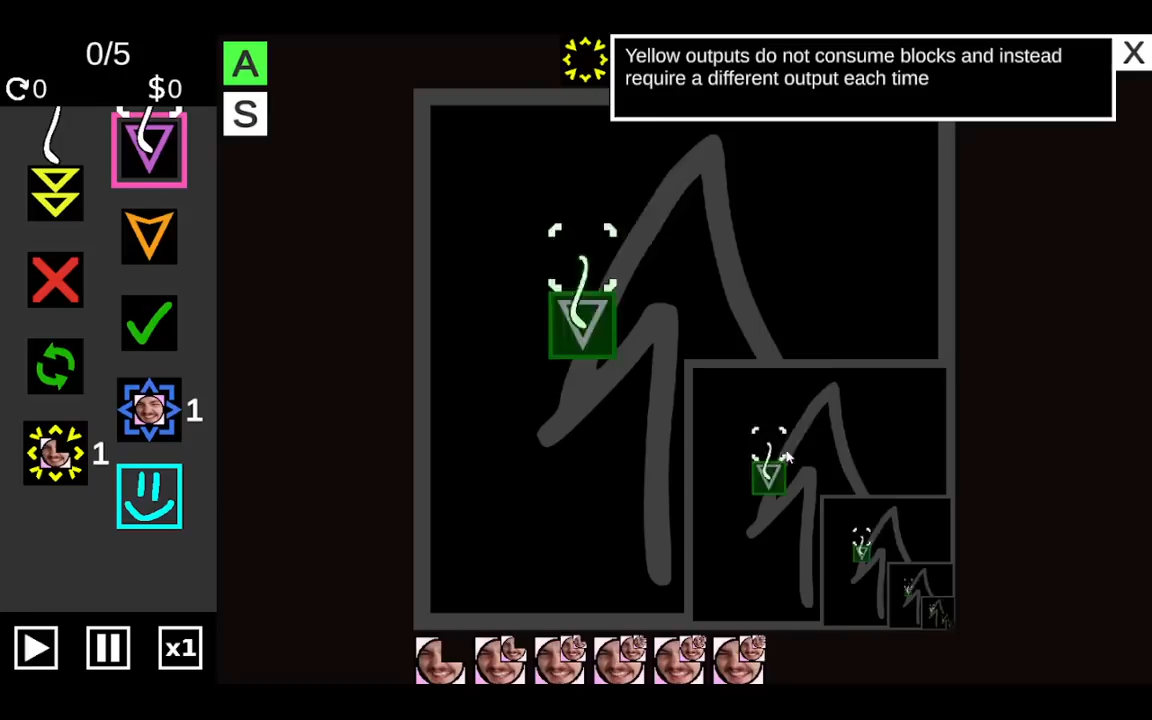 0/5
0 $0
A
S
Yellow outputs do not consume blocks and instead
require a different output each time
X
1
1
x1